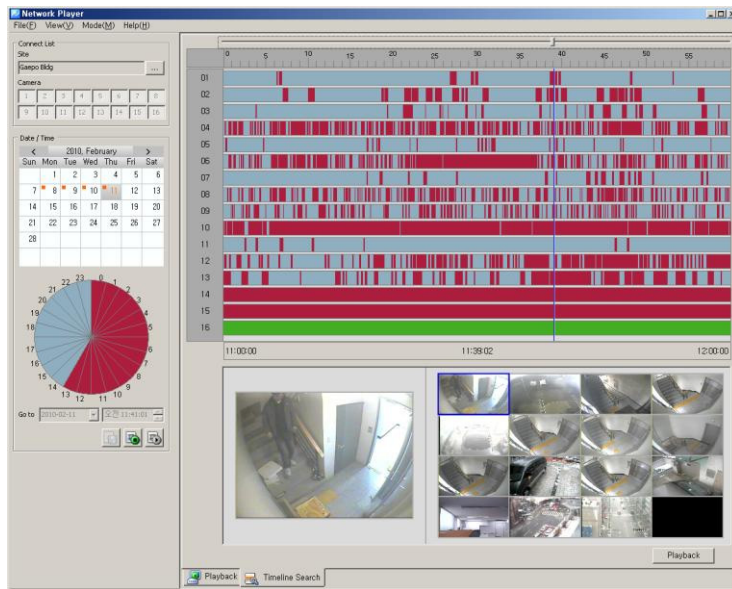 Network Player
File(F) View(V) Mode(M) Help(H)
Connect List
Site
Gaepo Bldg ...
Camera
1 2 3 4 5 6 7 8
9 10 11 12 13 14 15 16
Date / Time
< 2010, February >
Sun Mon Tue Wed Thu Fri Sat
1 2 3 4 5 6
7 8 9 10 11 12 13
14 15 16 17 18 19 20
21 22 23 24 25 26 27
28
0 1 2 3 4 5 6 7 8 9 10 11 12 13 14 15 16 17 18 19 20 21 22 23
Go to 2010-02-11 오전 11:41:01
0 5 10 15 20 25 30 35 40 45 50 55
01
02
03
04
05
06
07
08
09
10
11
12
13
14
15
16
11:00:00 11:39:02 12:00:00
Playback
Playback Timeline Search